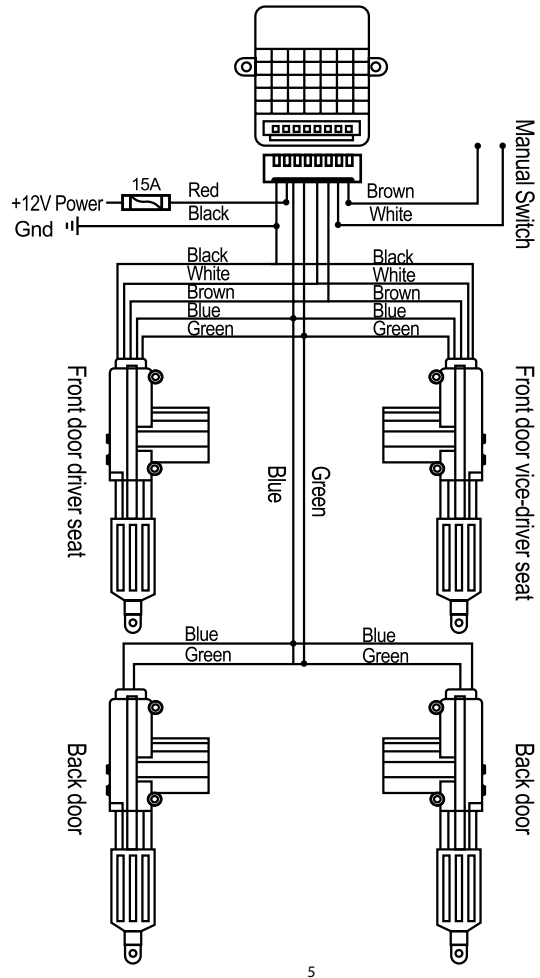 15A
Red
+12V Power
Black
Gnd
Brown
White
Manual Switch
Black
White
Brown
Blue
Green
Black
White
Brown
Blue
Green
Front door driver seat
Front door vice-driver seat
Blue
Green
Blue
Green
Blue
Green
Back door
Back door
5